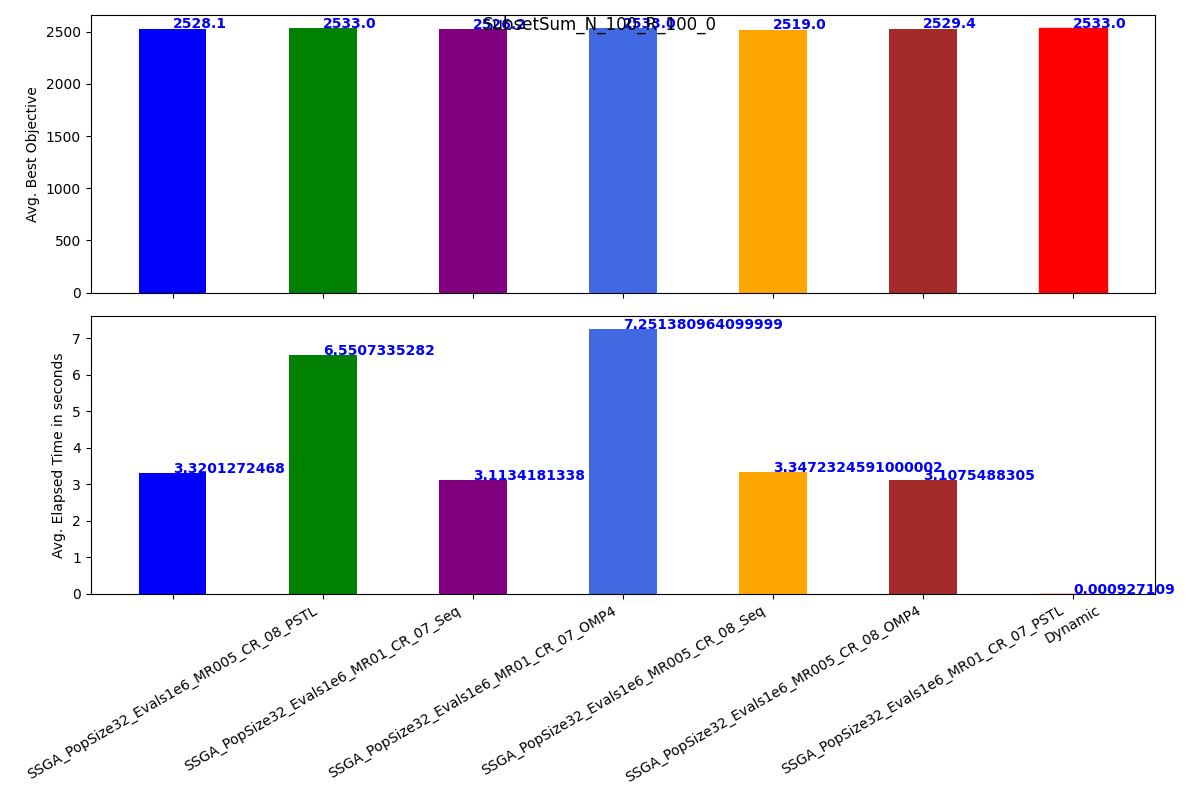 SubsetSum_N_100_R_100_0
2528.1
2533.0
2526.2
2533.0
2519.0
2529.4
2533.0
Avg. Best Objective
2500
2000
1500
1000
500
0
7.251380964099999
6.5507335282
3.3201272468
3.1134181338
3.3472324591000002
3.1075488305
0.000927109
Avg. Elapsed Time in seconds
7
6
5
4
3
2
1
0
SSGA_PopSize32_Evals1e6_MR005_CR_08_PSTL
SSGA_PopSize32_Evals1e6_MR01_CR_07_Seq
SSGA_PopSize32_Evals1e6_MR01_CR_07_OMP4
SSGA_PopSize32_Evals1e6_MR005_CR_08_Seq
SSGA_PopSize32_Evals1e6_MR005_CR_08_OMP4
SSGA_PopSize32_Evals1e6_MR01_CR_07_PSTL
Dynamic